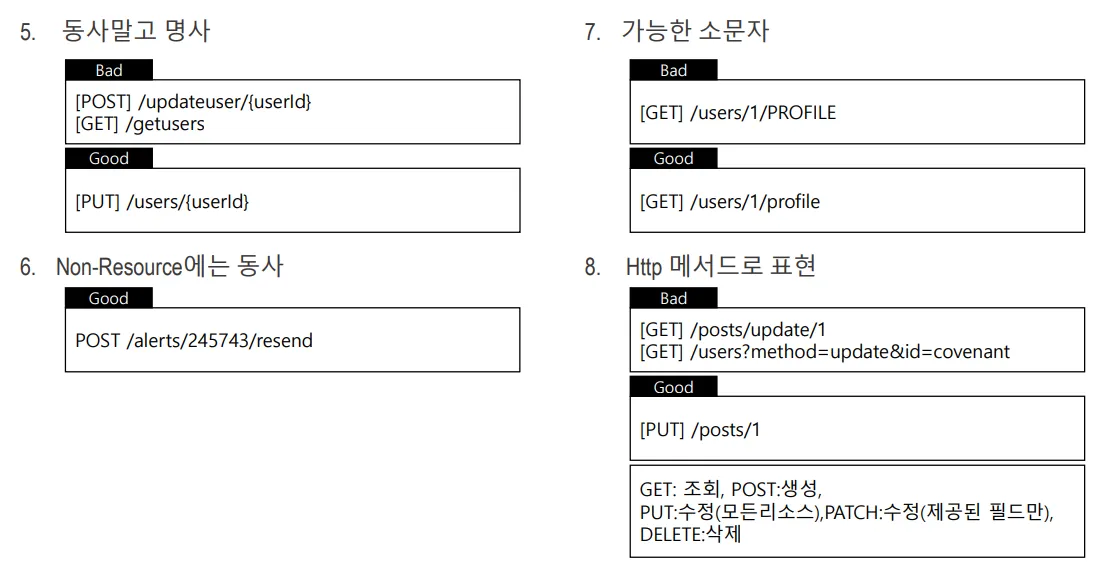 5. 동사말고 명사
Bad
[POST] /updateuser/{userId}
[GET] /getusers
Good
[PUT] /users/{userId}
6. Non-Resource에는 동사
Good
POST /alerts/245743/resend
7. 가능한 소문자
Bad
[GET] /users/1/PROFILE
Good
[GET] /users/1/profile
8. Http 메서드로 표현
Bad
[GET] /posts/update/1
[GET] /users?method=update&id=covenant
Good
[PUT] /posts/1
GET: 조회, POST:생성,
PUT:수정(모든리소스),PATCH:수정(제공된 필드만),
DELETE:삭제